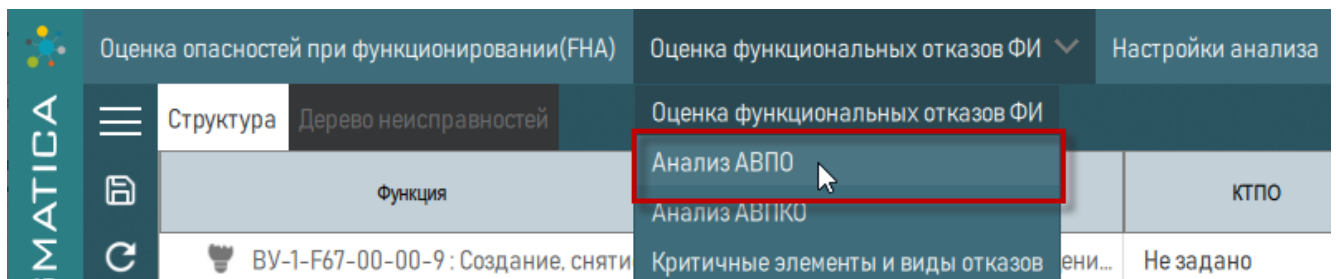 Оценка опасностей при функционировании(FHA) Оценка функциональных отказов ФИ Настройки анализа
MATICA
Структура Дерево неисправностей
Оценка функциональных отказов ФИ
Анализ АВПО
Функция КТПО
Анализ АВПКО
ВУ-1-F67-00-00-9 : Создание, сняти Критичные элементы и виды отказов ени... Не задано